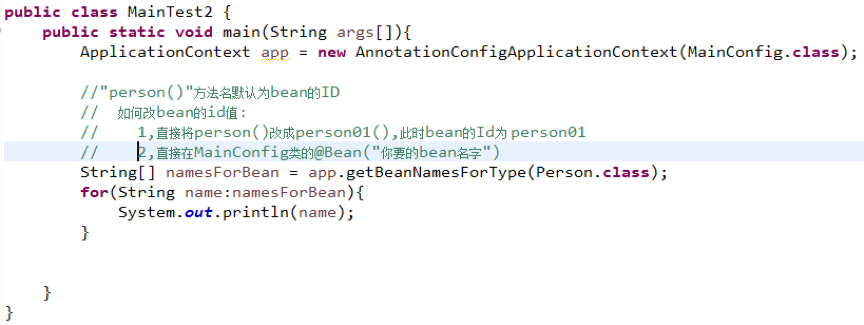 public class MainTest2 {
    public static void main(String args[]){
        ApplicationContext app = new AnnotationConfigApplicationContext(MainConfig.class);
        //"person()"方法名默认为bean的ID
        //  如何改bean的id值:
        //    1,直接将person()改成person01(),此时bean的Id为 person01
        //    2,直接在MainConfig类的@Bean("你要的bean名字")
        String[] namesForBean = app.getBeanNamesForType(Person.class);
        for(String name:namesForBean){
            System.out.println(name);
        }
    }
}